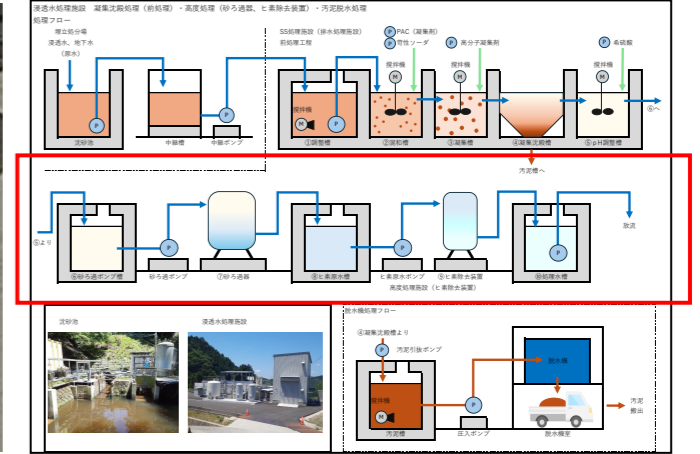 浸透水処理施設　凝集沈殿処理（前処理）・高度処理（砂ろ過器、ヒ素除去装置）・汚泥脱水処理
処理フロー
埋立処分場
浸透水、地下水
（原水）
SS処理施設（排水処理施設）
前処理工程
P PAC（凝集剤）
P 苛性ソーダ
P 高分子凝集剤
P 希硫酸
撹拌機
M
撹拌機
M
撹拌機
M
撹拌機
M
P
P
P
⑥へ
沈砂槽
中継槽
中継ポンプ
①調整槽
②混和槽
③凝集槽
④凝集沈殿槽
⑤pH調整槽
汚泥槽へ
⑤より
P
P
P
放流
⑥砂ろ過ポンプ槽
砂ろ過ポンプ
⑦砂ろ過器
⑧ヒ素原水槽
ヒ素原水ポンプ
⑨ヒ素除去装置
⑩処理水槽
高度処理施設（ヒ素除去装置）
沈砂池
浸透水処理施設
脱水機処理フロー
④凝集沈殿槽より
P
汚泥引抜ポンプ
撹拌機
M
P
脱水機
汚泥
搬出
汚泥槽
圧入ポンプ
脱水機室